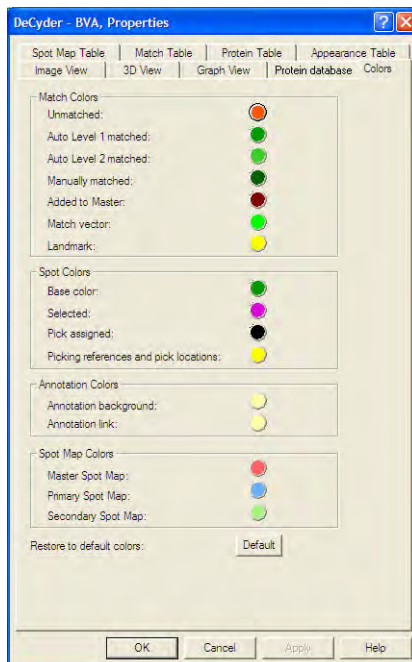 DeCyder - BVA, Properties
Spot Map Table Match Table Protein Table Appearance Table
Image View 3D View Graph View Protein database Colors
Match Colors
Unmatched:
Auto Level 1 matched:
Auto Level 2 matched:
Manually matched:
Added to Master:
Match vector:
Landmark:
Spot Colors
Base color:
Selected:
Pick assigned:
Picking references and pick locations:
Annotation Colors
Annotation background:
Annotation link:
Spot Map Colors
Master Spot Map:
Primary Spot Map:
Secondary Spot Map:
Restore to default colors: Default
OK Cancel Apply Help